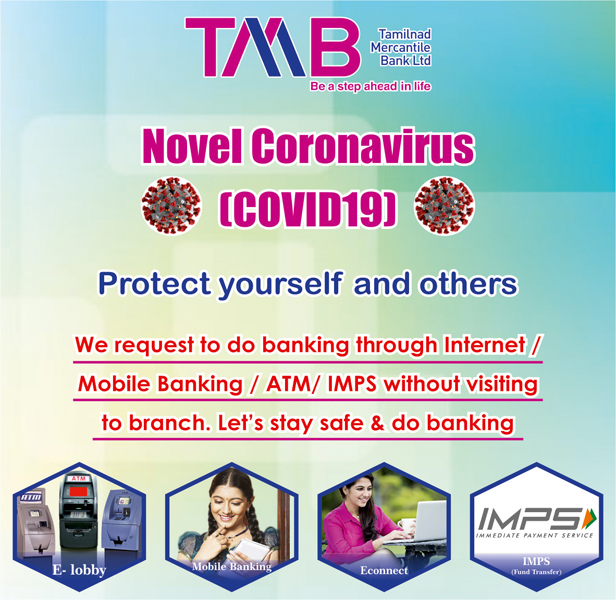 TMB
Tamilnad
Mercantile
Bank Ltd
Be a step ahead in life
Novel Coronavirus
(COVID19)
Protect yourself and others
We request to do banking through Internet /
Mobile Banking / ATM/ IMPS without visiting
to branch. Let's stay safe & do banking
ATM
ATM
E- lobby
Mobile Banking
Econnect
IMPS
IMMEDIATE PAYMENT SERVICE
IMPS
(Fund Transfer)